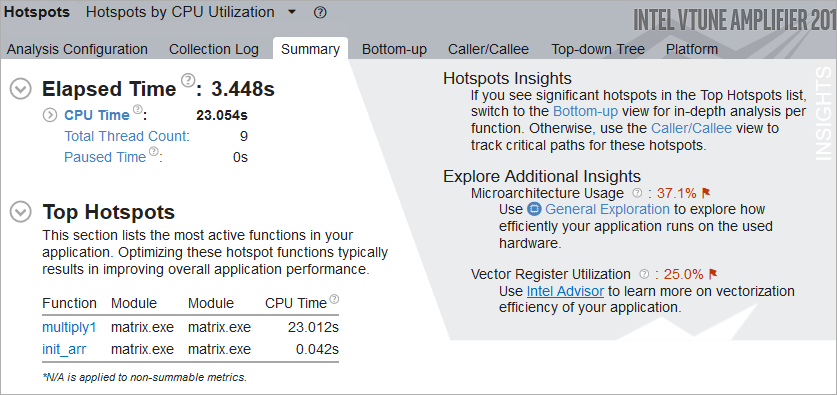 Hotspots Hotspots by CPU Utilization
INTEL VTUNE AMPLIFIER 201
Analysis Configuration Collection Log Summary Bottom-up Caller/Callee Top-down Tree Platform
Elapsed Time ? : 3.448s
CPU Time ? : 23.054s
Total Thread Count: 9
Paused Time ? : 0s
Top Hotspots
This section lists the most active functions in your
application. Optimizing these hotspot functions typically
results in improving overall application performance.
Function Module Module CPU Time ?
multiply1 matrix.exe matrix.exe 23.012s
init_arr matrix.exe matrix.exe 0.042s
*N/A is applied to non-summable metrics.
Hotspots Insights
If you see significant hotspots in the Top Hotspots list,
switch to the Bottom-up view for in-depth analysis per
function. Otherwise, use the Caller/Callee view to
track critical paths for these hotspots.
Explore Additional Insights
Microarchitecture Usage ? : 37.1%
Use General Exploration to explore how
efficiently your application runs on the used
hardware.
Vector Register Utilization ? : 25.0%
Use Intel Advisor to learn more on vectorization
efficiency of your application.
INSIGHTS